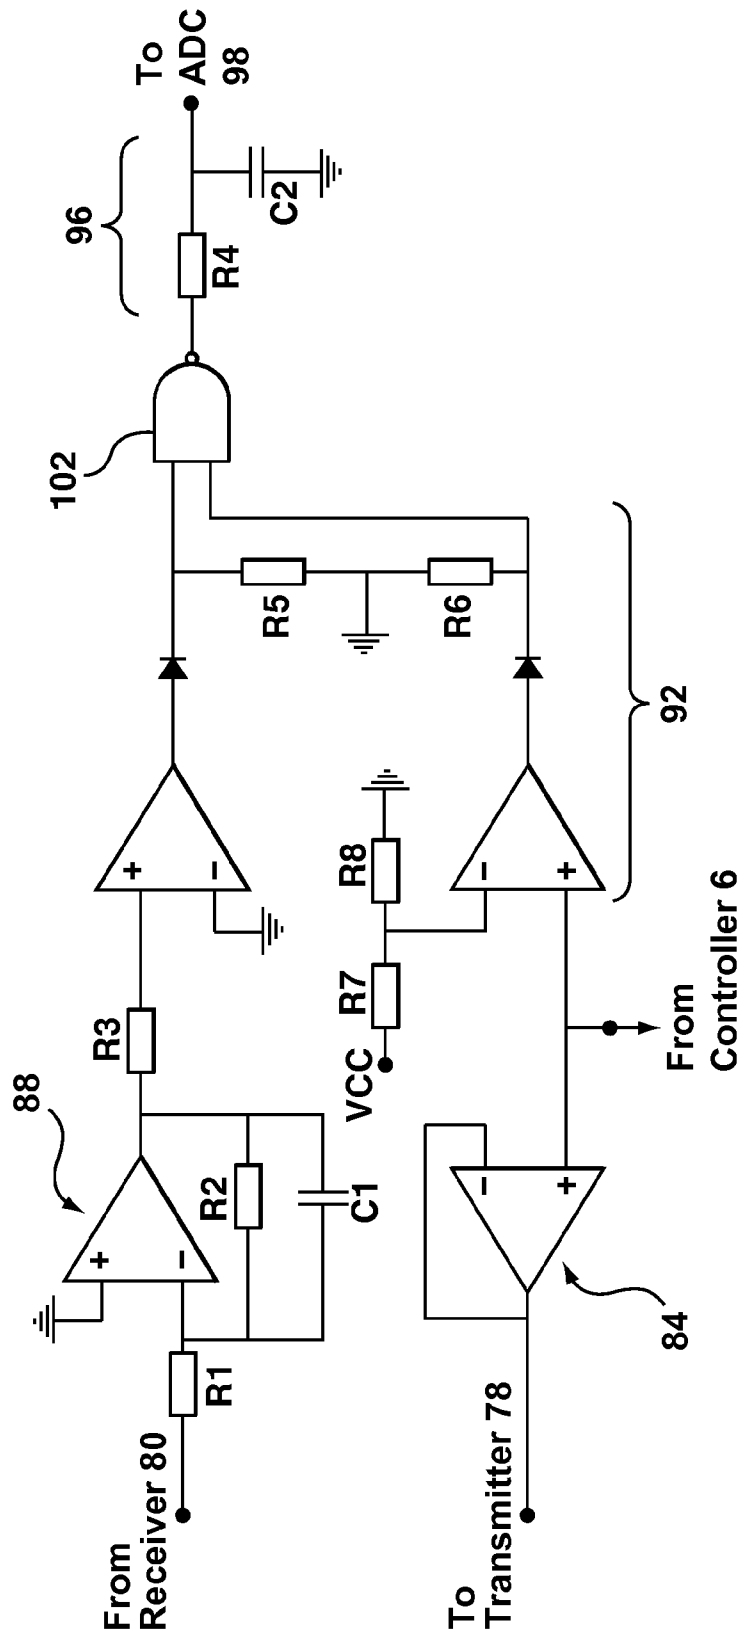 From
Receiver 80
R1
+
−
88
R2
C1
R3
+
−
102
R5
R6
R4
96
C2
To
ADC
98
To
Transmitter 78
84
−
+
VCC
R7
R8
From
Controller 6
−
+
92